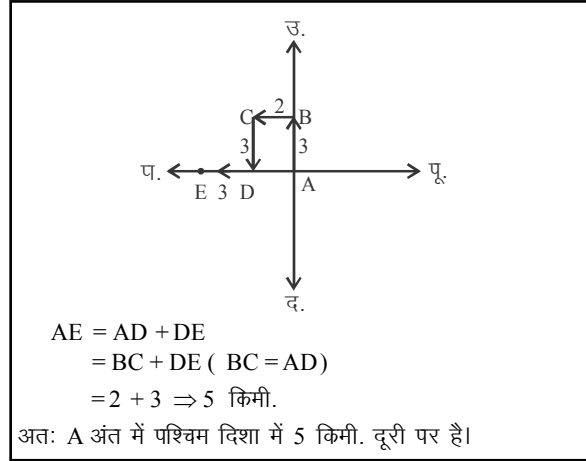 उ.
C 2 B
3 3
प. पू.
E 3 D A
द.
AE = AD + DE
= BC + DE ( BC = AD )
= 2 + 3 ⇒ 5 किमी.
अतः A अंत में पश्चिम दिशा में 5 किमी. दूरी पर है।